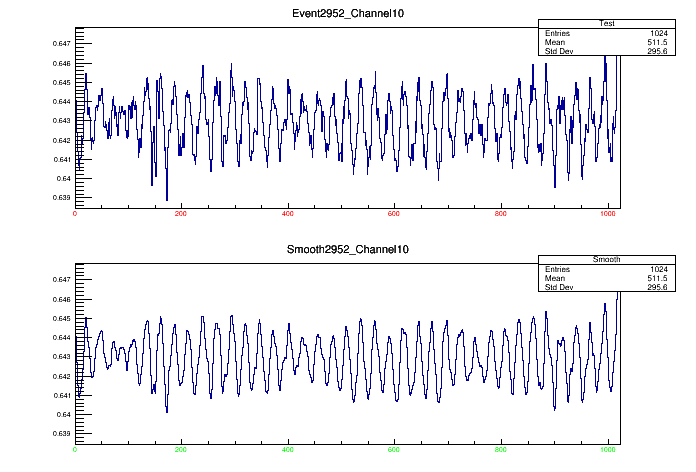 Event2952_Channel10
Test
Entries 1024
Mean 511.5
Std Dev 295.6
0.647
0.646
0.645
0.644
0.643
0.642
0.641
0.64
0.639
0 200 400 600 800 1000
Smooth2952_Channel10
Smooth
Entries 1024
Mean 511.5
Std Dev 295.6
0.647
0.646
0.645
0.644
0.643
0.642
0.641
0.64
0.639
0 200 400 600 800 1000